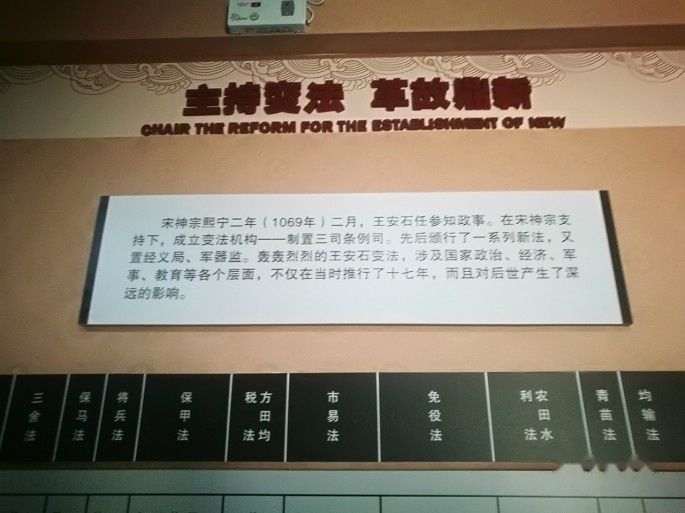 主持变法 革故鼎新
CHAIR THE REFORM FOR THE ESTABLISHMENT OF NEW
宋神宗熙宁二年（1069年）二月，王安石任参知政事。在宋神宗支
持下，成立变法机构——制置三司条例司。先后颁行了一系列新法，又
置经义局、军器监。轰轰烈烈的王安石变法，涉及国家政治、经济、军
事、教育等各个层面，不仅在当时推行了十七年，而且对后世产生了深
远的影响。
三舍法
保马法
将兵法
保甲法
方田均税法
市易法
免役法
农田水利法
青苗法
均输法